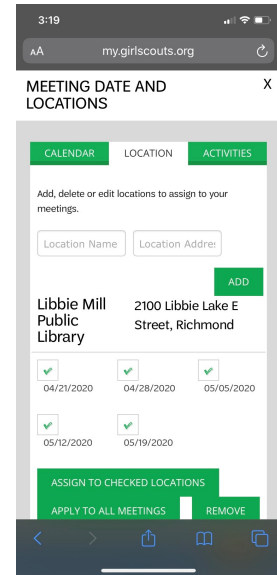 3:19
AA my.girlscouts.org
MEETING DATE AND X
LOCATIONS
CALENDAR LOCATION ACTIVITIES
Add, delete or edit locations to assign to your
meetings.
Location Name Location Addres
ADD
Libbie Mill 2100 Libbie Lake E
Public Street, Richmond
Library
04/21/2020 04/28/2020 05/05/2020
05/12/2020 05/19/2020
ASSIGN TO CHECKED LOCATIONS
APPLY TO ALL MEETINGS REMOVE